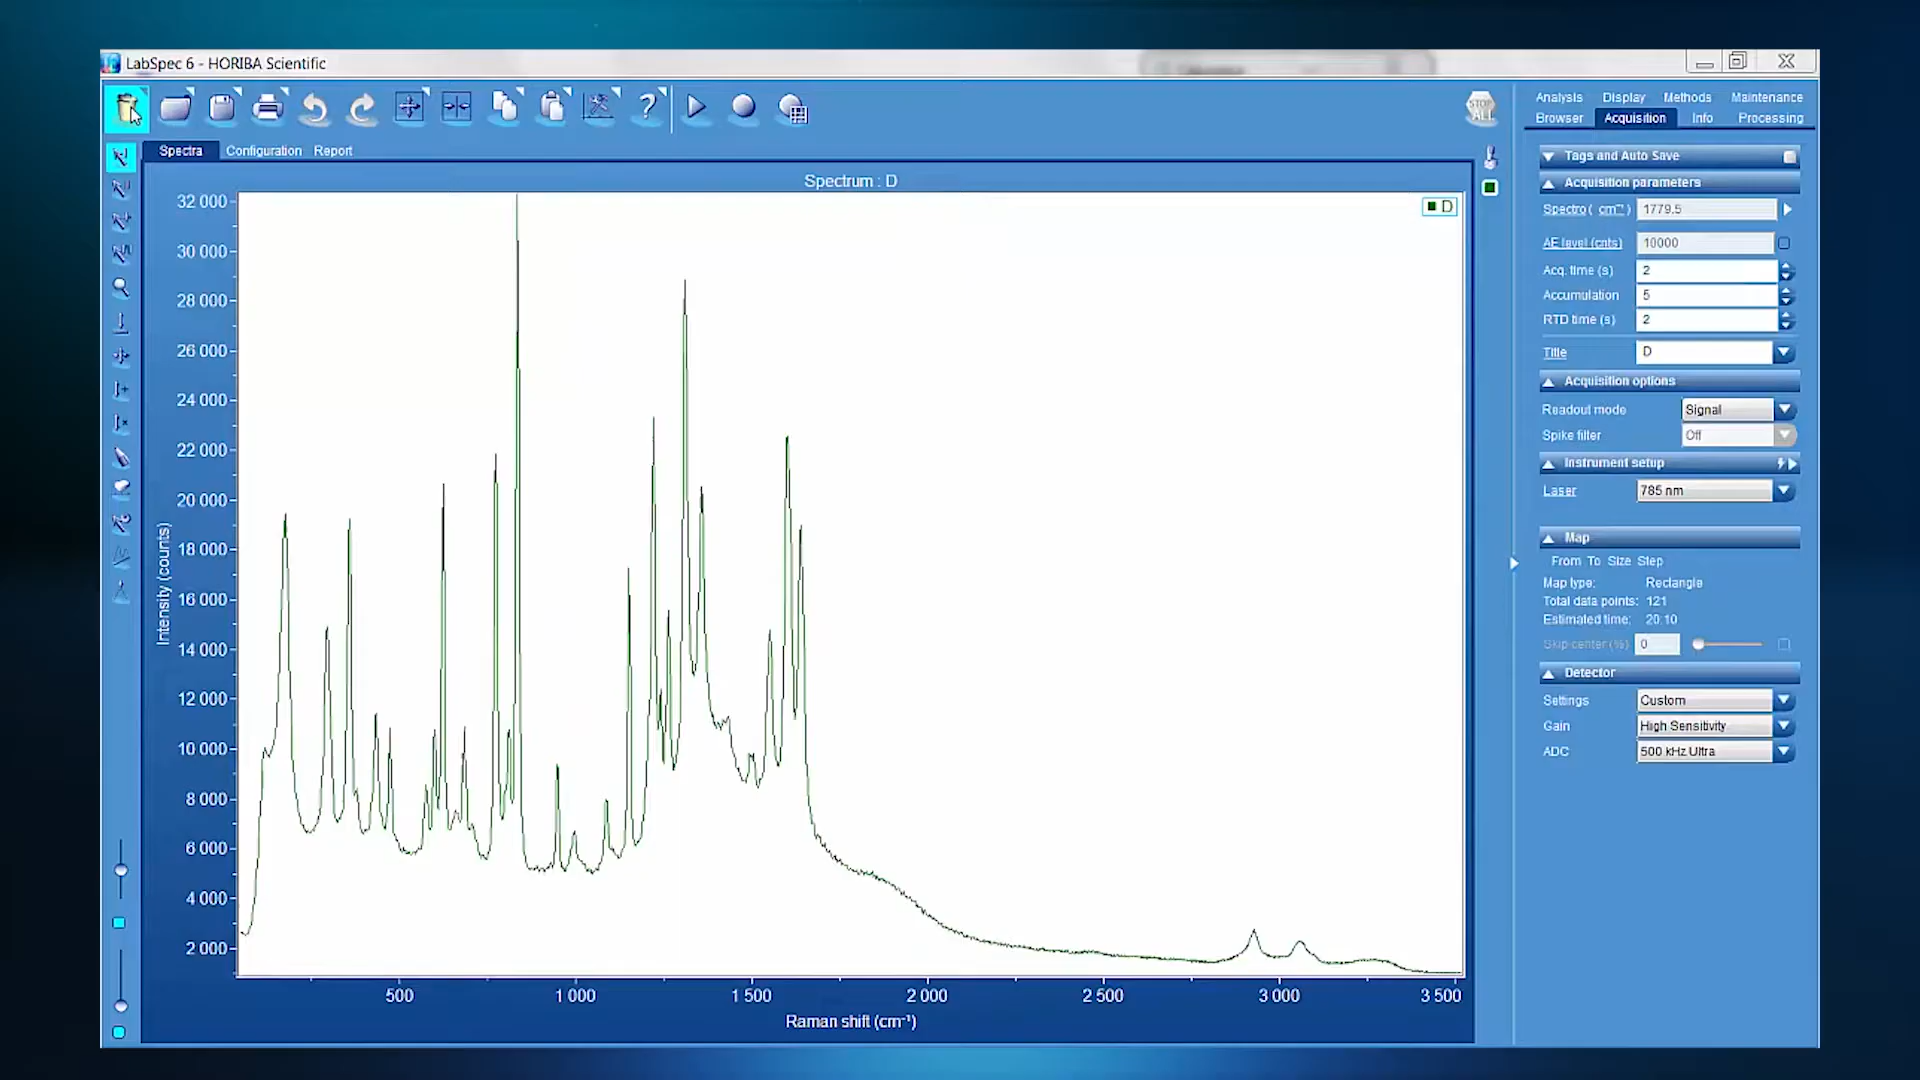 LabSpec 6 - HORIBA Scientific
STOP
ALL
Analysis Display Methods Maintenance
Browser Acquisition Info Processing
Spectra Configuration Report
Spectrum : D
D
32 000
30 000
28 000
26 000
24 000
22 000
20 000
18 000
16 000
14 000
12 000
10 000
8 000
6 000
4 000
2 000
Intensity (counts)
500 1 000 1 500 2 000 2 500 3 000 3 500
Raman shift (cm⁻¹)
Tags and Auto Save
Acquisition parameters
Spectro ( cm⁻¹ ) 1779.5
AE level (cnts) 10000
Acq. time (s) 2
Accumulation 5
RTD time (s) 2
Title D
Acquisition options
Readout mode Signal
Spike filter Off
Instrument setup
Laser 785 nm
Map
From To Size Step
Map type: Rectangle
Total data points: 121
Estimated time: 20:10
Skip center (%) 0
Detector
Settings Custom
Gain High Sensitivity
ADC 500 kHz Ultra